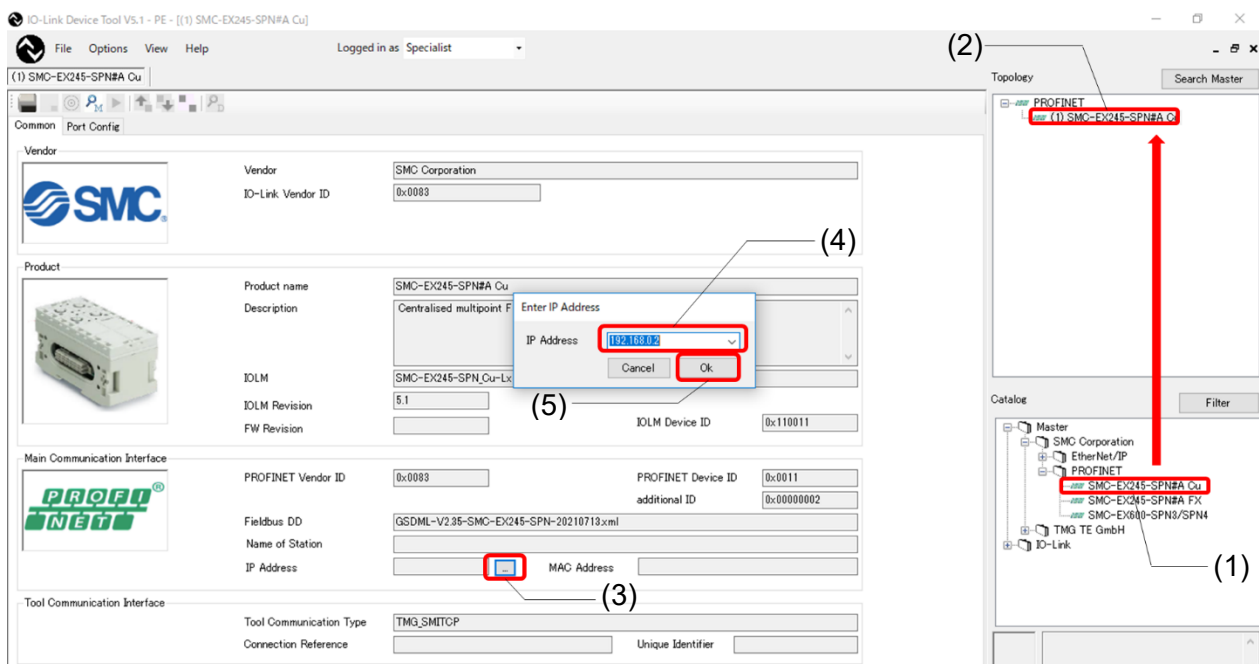 IO-Link Device Tool V5.1 - PE - [(1) SMC-EX245-SPN#A Cu]
File Options View Help Logged in as Specialist
(1) SMC-EX245-SPN#A Cu
Common Port Config
Vendor
SMC
Vendor SMC Corporation
IO-Link Vendor ID 0x0083
Product
Product name SMC-EX245-SPN#A Cu
Description Centralised multipoint F
IOLM SMC-EX245-SPN_Cu-Lx
IOLM Revision 5.1
FW Revision
IOLM Device ID 0x110011
Enter IP Address
IP Address 192.168.0.2
Cancel Ok
(4)
(5)
Main Communication Interface
PROFI
NET
PROFINET Vendor ID 0x0083 PROFINET Device ID 0x0011
additional ID 0x00000002
Fieldbus DD GSDML-V2.35-SMC-EX245-SPN-20210713.xml
Name of Station
IP Address ... MAC Address
(3)
Tool Communication Interface
Tool Communication Type TMG_SMITCP
Connection Reference Unique Identifier
(2)
Topology Search Master
PROFINET
(1) SMC-EX245-SPN#A Cu
Catalog Filter
Master
SMC Corporation
EtherNet/IP
PROFINET
SMC-EX245-SPN#A Cu
SMC-EX245-SPN#A FX
SMC-EX600-SPN3/SPN4
TMG TE GmbH
IO-Link
(1)